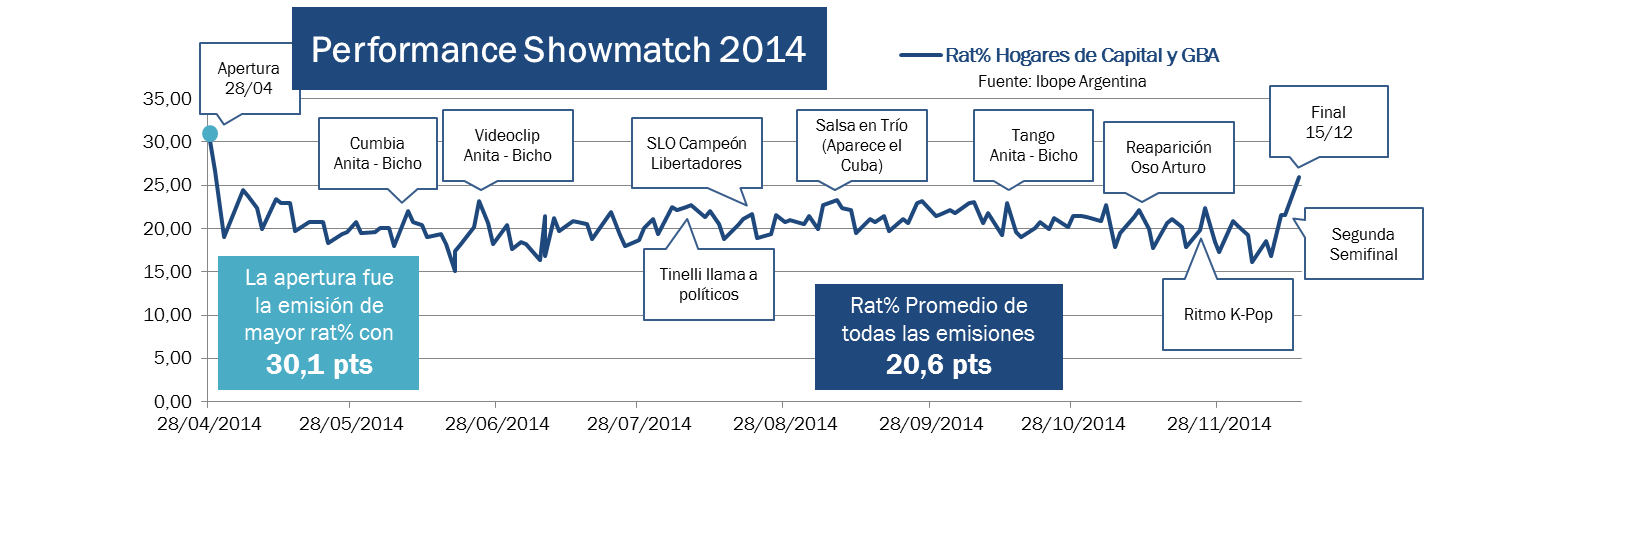 Performance Showmatch 2014
Rat% Hogares de Capital y GBA
Fuente: Ibope Argentina
Apertura
28/04
Cumbia
Anita - Bicho
Videoclip
Anita - Bicho
SLO Campeón
Libertadores
Salsa en Trío
(Aparece el
Cuba)
Tango
Anita - Bicho
Reaparición
Oso Arturo
Final
15/12
Segunda
Semifinal
Tinelli llama a
políticos
Ritmo K-Pop
La apertura fue
la emisión de
mayor rat% con
30,1 pts
Rat% Promedio de
todas las emisiones
20,6 pts
35,00
30,00
25,00
20,00
15,00
10,00
5,00
0,00
28/04/2014
28/05/2014
28/06/2014
28/07/2014
28/08/2014
28/09/2014
28/10/2014
28/11/2014